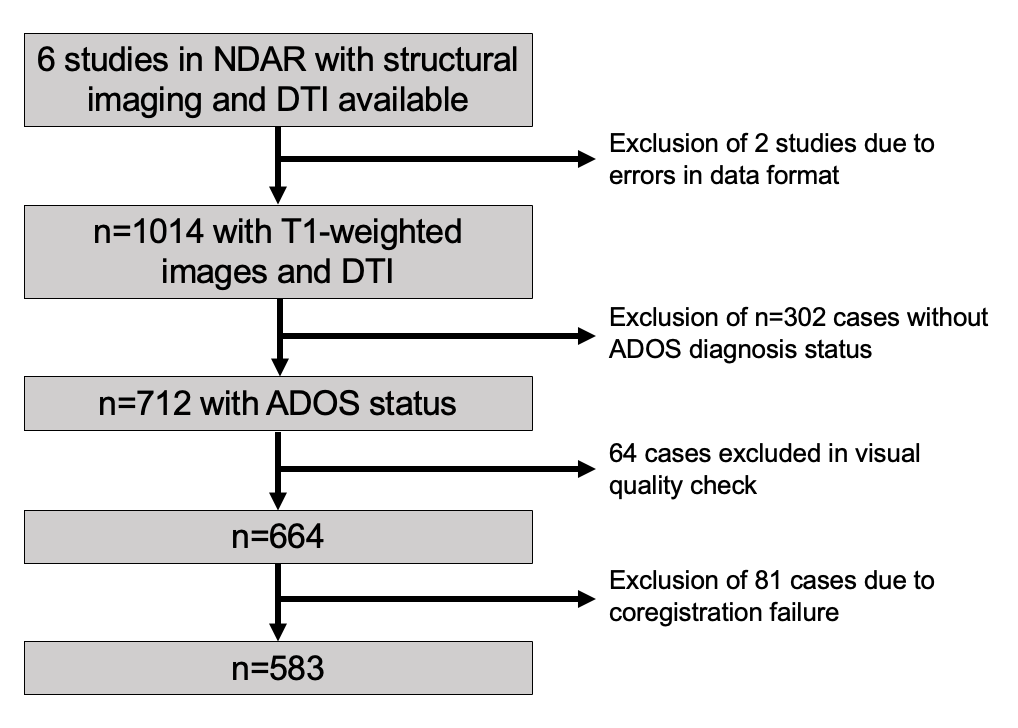 6 studies in NDAR with structural
imaging and DTI available
Exclusion of 2 studies due to
errors in data format
n=1014 with T1-weighted
images and DTI
Exclusion of n=302 cases without
ADOS diagnosis status
n=712 with ADOS status
64 cases excluded in visual
quality check
n=664
Exclusion of 81 cases due to
coregistration failure
n=583